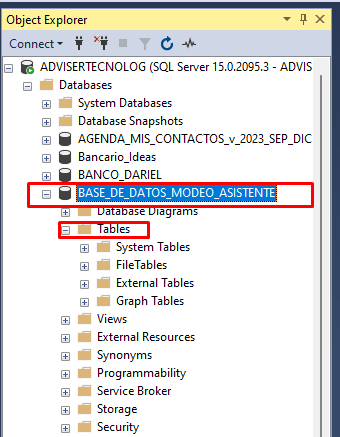 Object Explorer
Connect
ADVISERTECNOLOG (SQL Server 15.0.2095.3 - ADVIS
Databases
System Databases
Database Snapshots
AGENDA_MIS_CONTACTOS_v_2023_SEP_DIC
Bancario_Ideas
BANCO_DARIEL
BASE_DE_DATOS_MODEO_ASISTENTE
Database Diagrams
Tables
System Tables
FileTables
External Tables
Graph Tables
Views
External Resources
Synonyms
Programmability
Service Broker
Storage
Security